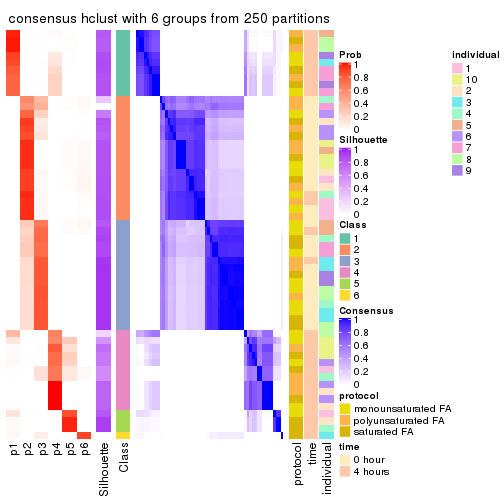 consensus hclust with 6 groups from 250 partitions
Prob
1
0.8
0.6
0.4
0.2
0
Silhouette
1
0.8
0.6
0.4
0.2
0
Class
1
2
3
4
5
6
Consensus
1
0.8
0.6
0.4
0.2
0
protocol
monounsaturated FA
polyunsaturated FA
saturated FA
time
0 hour
4 hours
individual
1
10
2
3
4
5
6
7
8
9
p1
p2
p3
p4
p5
p6
Silhouette
Class
protocol
time
individual